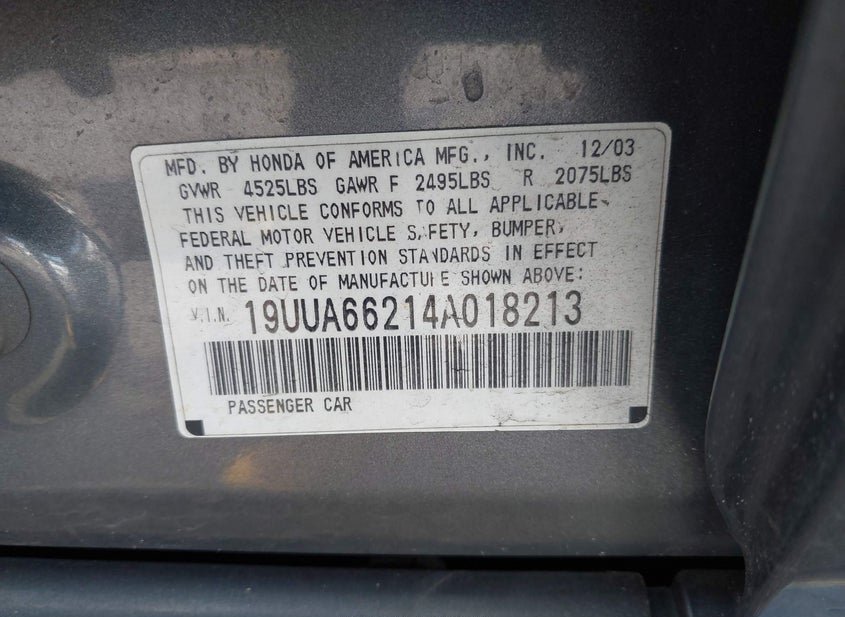 MFD. BY HONDA OF AMERICA MFG., INC. 12/03
GVWR 4525LBS GAWR F 2495LBS R 2075LBS
THIS VEHICLE CONFORMS TO ALL APPLICABLE
FEDERAL MOTOR VEHICLE SAFETY, BUMPER,
AND THEFT PREVENTION STANDARDS IN EFFECT
ON THE DATE OF MANUFACTURE SHOWN ABOVE:
V.I.N. 19UUA66214A018213
PASSENGER CAR